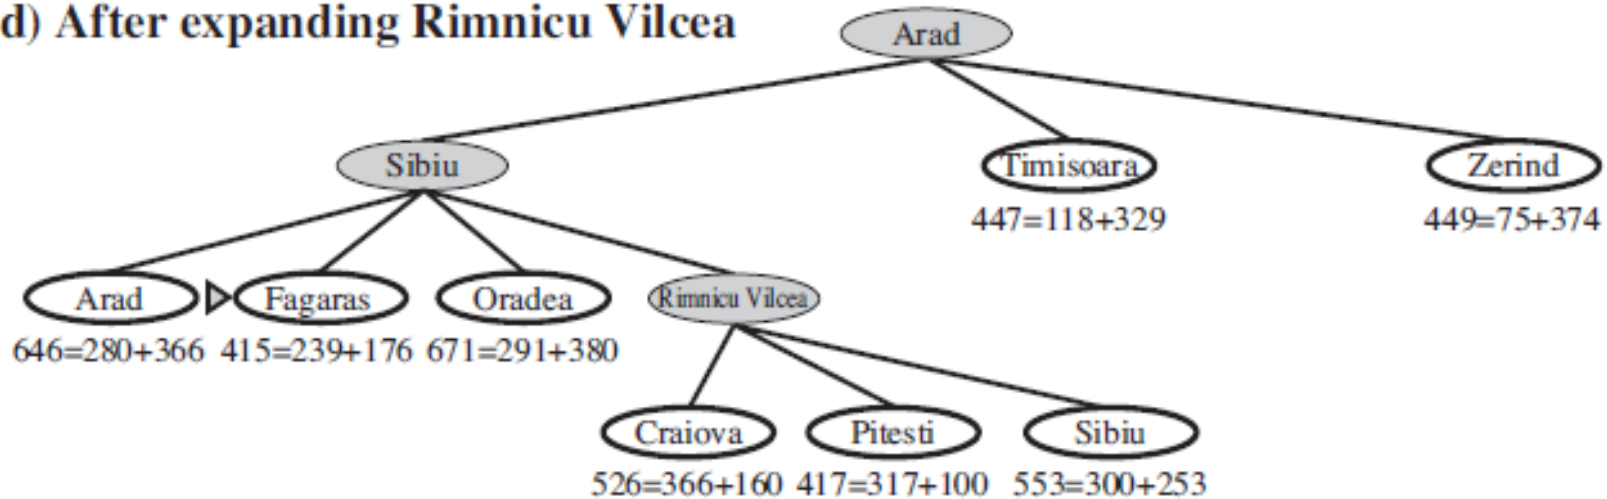 d) After expanding Rimnicu Vilcea
Arad
Sibiu
Timisoara
Zerind
447=118+329
449=75+374
Arad
Fagaras
Oradea
Rimnicu Vilcea
646=280+366
415=239+176
671=291+380
Craiova
Pitesti
Sibiu
526=366+160
417=317+100
553=300+253